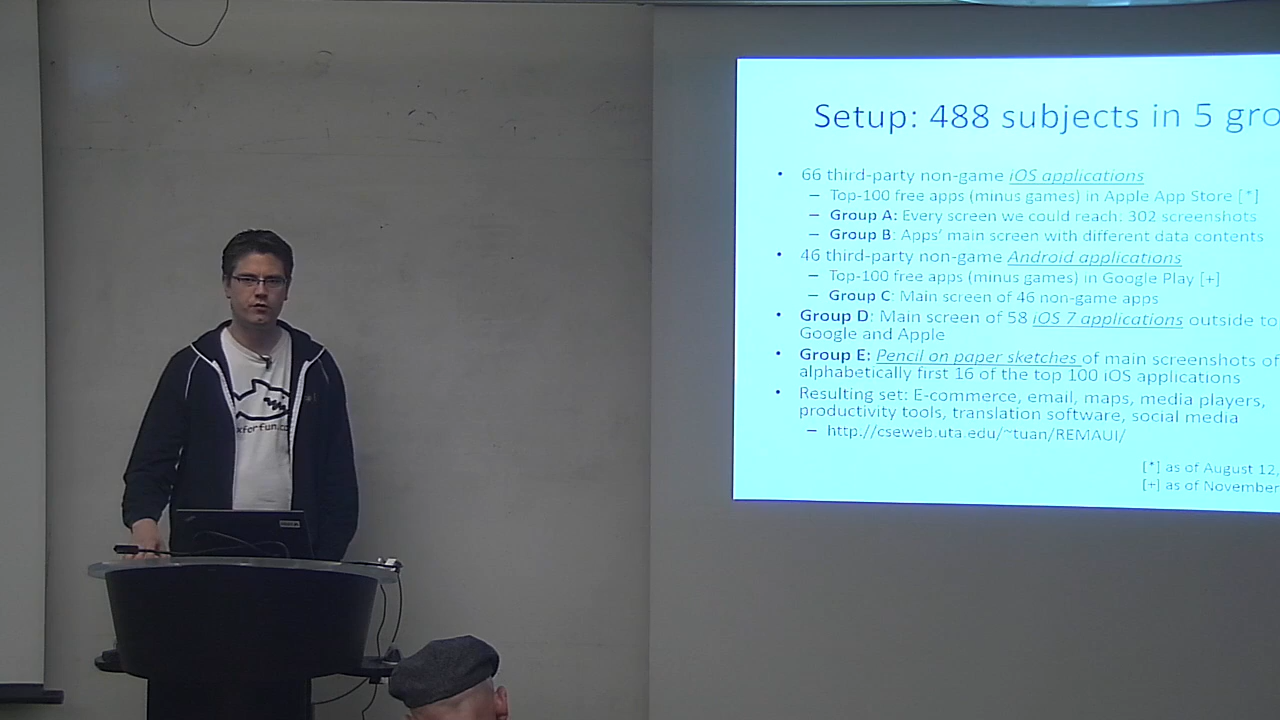 Setup: 488 subjects in 5 gro
• 66 third-party non-game iOS applications
– Top-100 free apps (minus games) in Apple App Store [*]
– Group A: Every screen we could reach: 302 screenshots
– Group B: Apps' main screen with different data contents
• 46 third-party non-game Android applications
– Top-100 free apps (minus games) in Google Play [+]
– Group C: Main screen of 46 non-game apps
• Group D: Main screen of 58 iOS 7 applications outside to
Google and Apple
• Group E: Pencil on paper sketches of main screenshots of
alphabetically first 16 of the top 100 iOS applications
• Resulting set: E-commerce, email, maps, media players,
productivity tools, translation software, social media
– http://cseweb.uta.edu/~tuan/REMAUI/
[*] as of August 12,
[+] as of November
xforfun.co